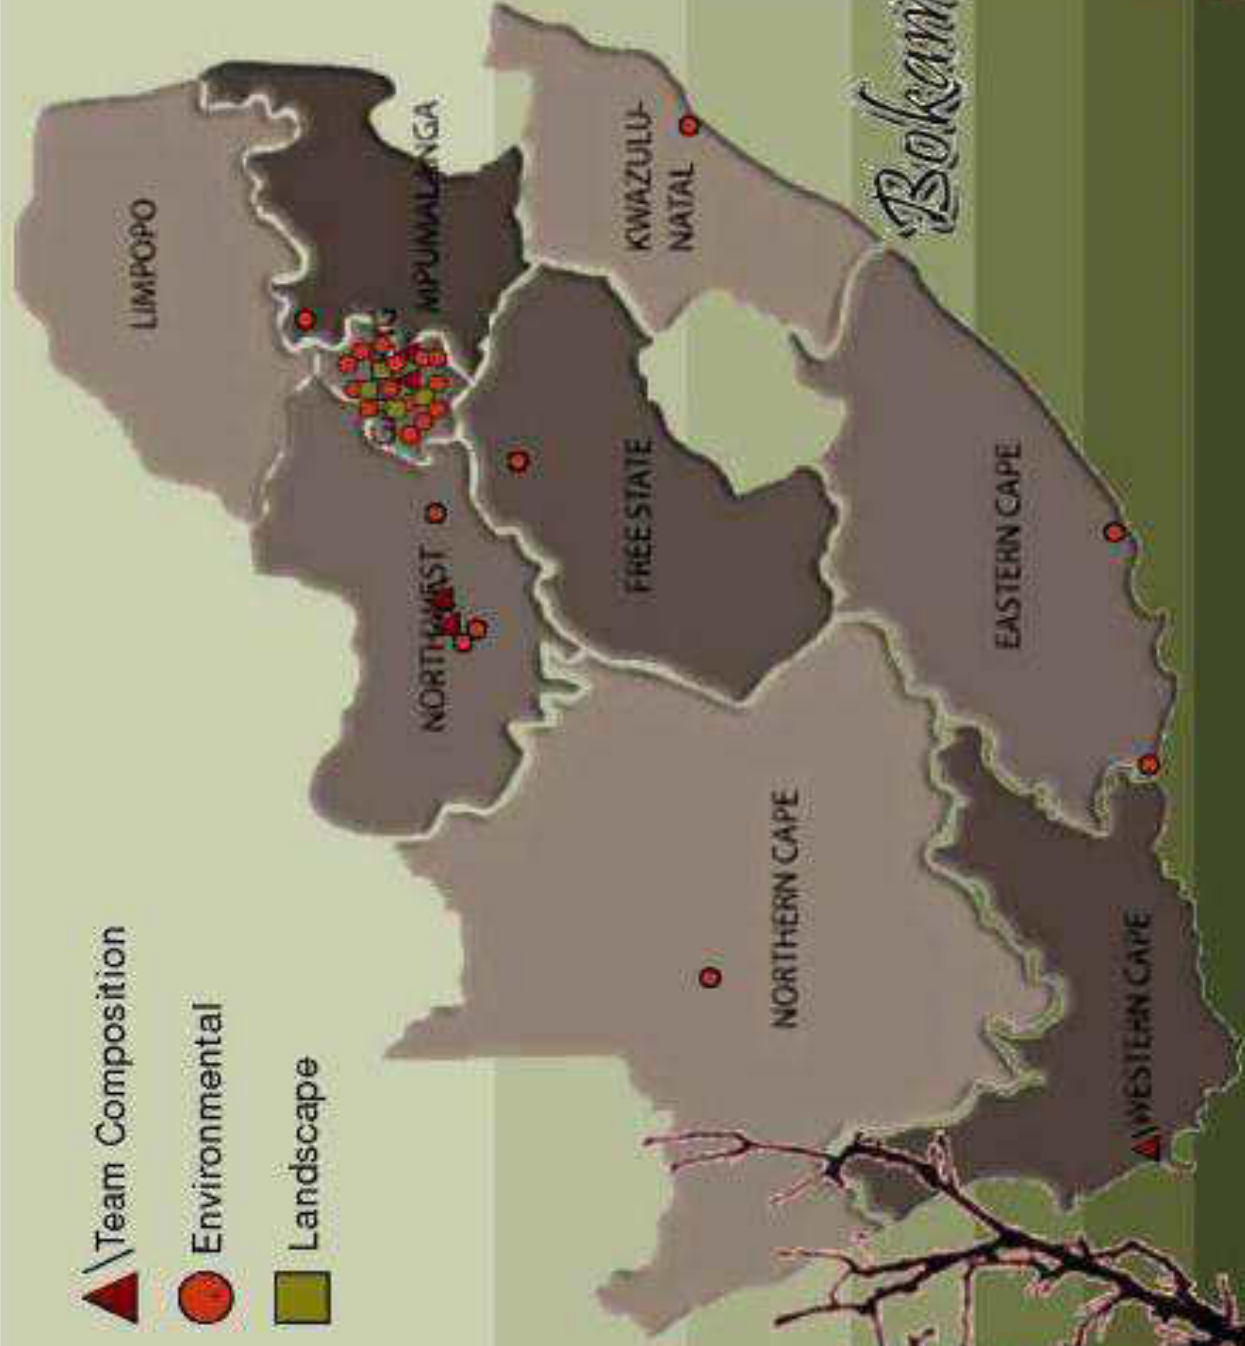 \Team Composition
Environmental
Landscape
LIMPOPO
MPUMALANGA
NORTHWEST
FREE STATE
KWAZULU-
NATAL
NORTHERN CAPE
EASTERN CAPE
\WESTERN CAPE